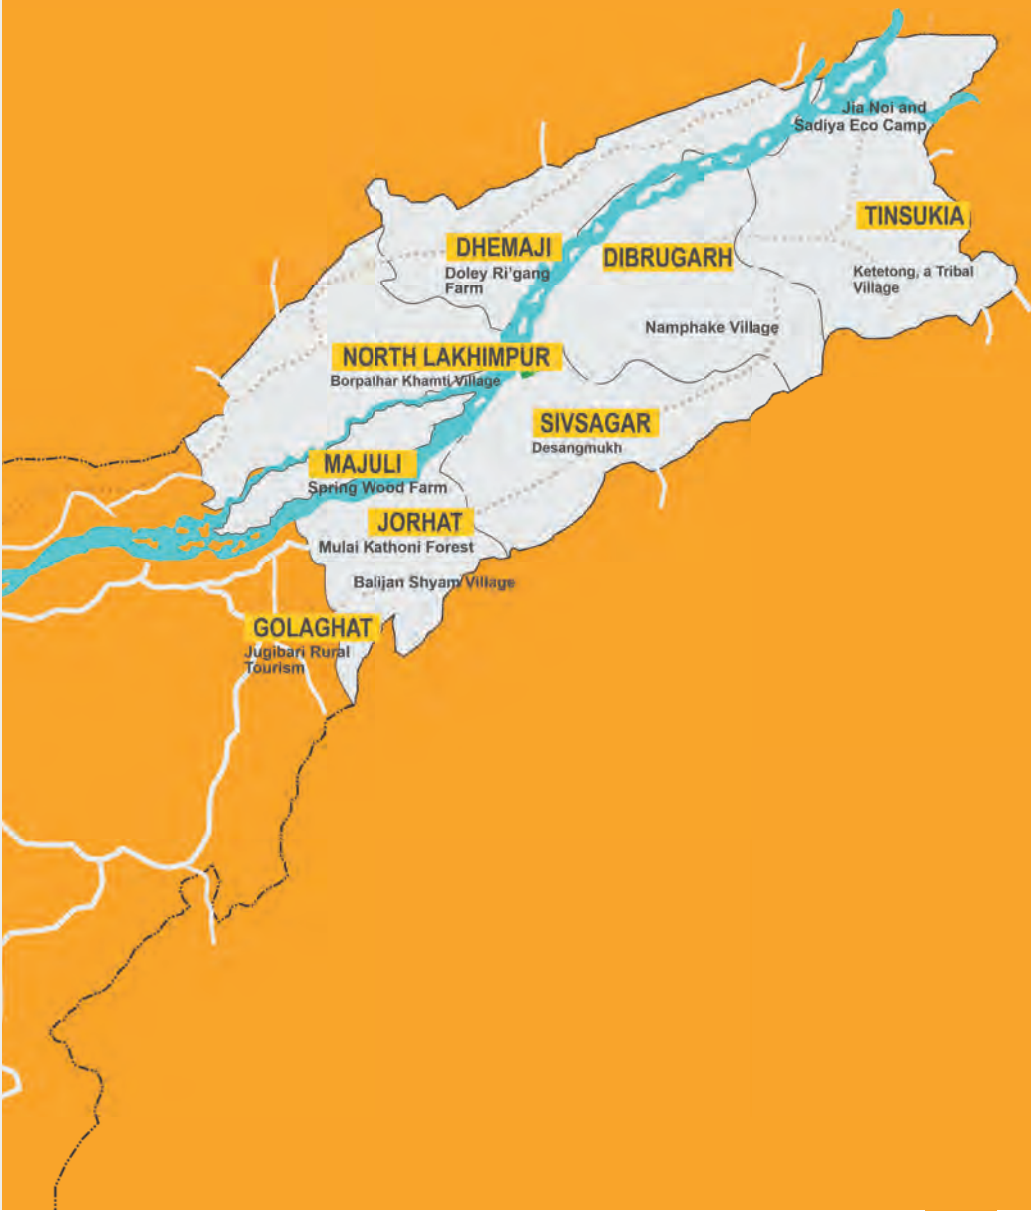 Jia Noi and
Sadiya Eco Camp
TINSUKIA
Ketetong, a Tribal
Village
DHEMAJI
Doley Ri'gang
Farm
DIBRUGARH
Namphake Village
NORTH LAKHIMPUR
Borpathar Khamti Village
SIVSAGAR
Desangmukh
MAJULI
Spring Wood Farm
JORHAT
Mulai Kathoni Forest
Balijan Shyam Village
GOLAGHAT
Jugibari Rural
Tourism